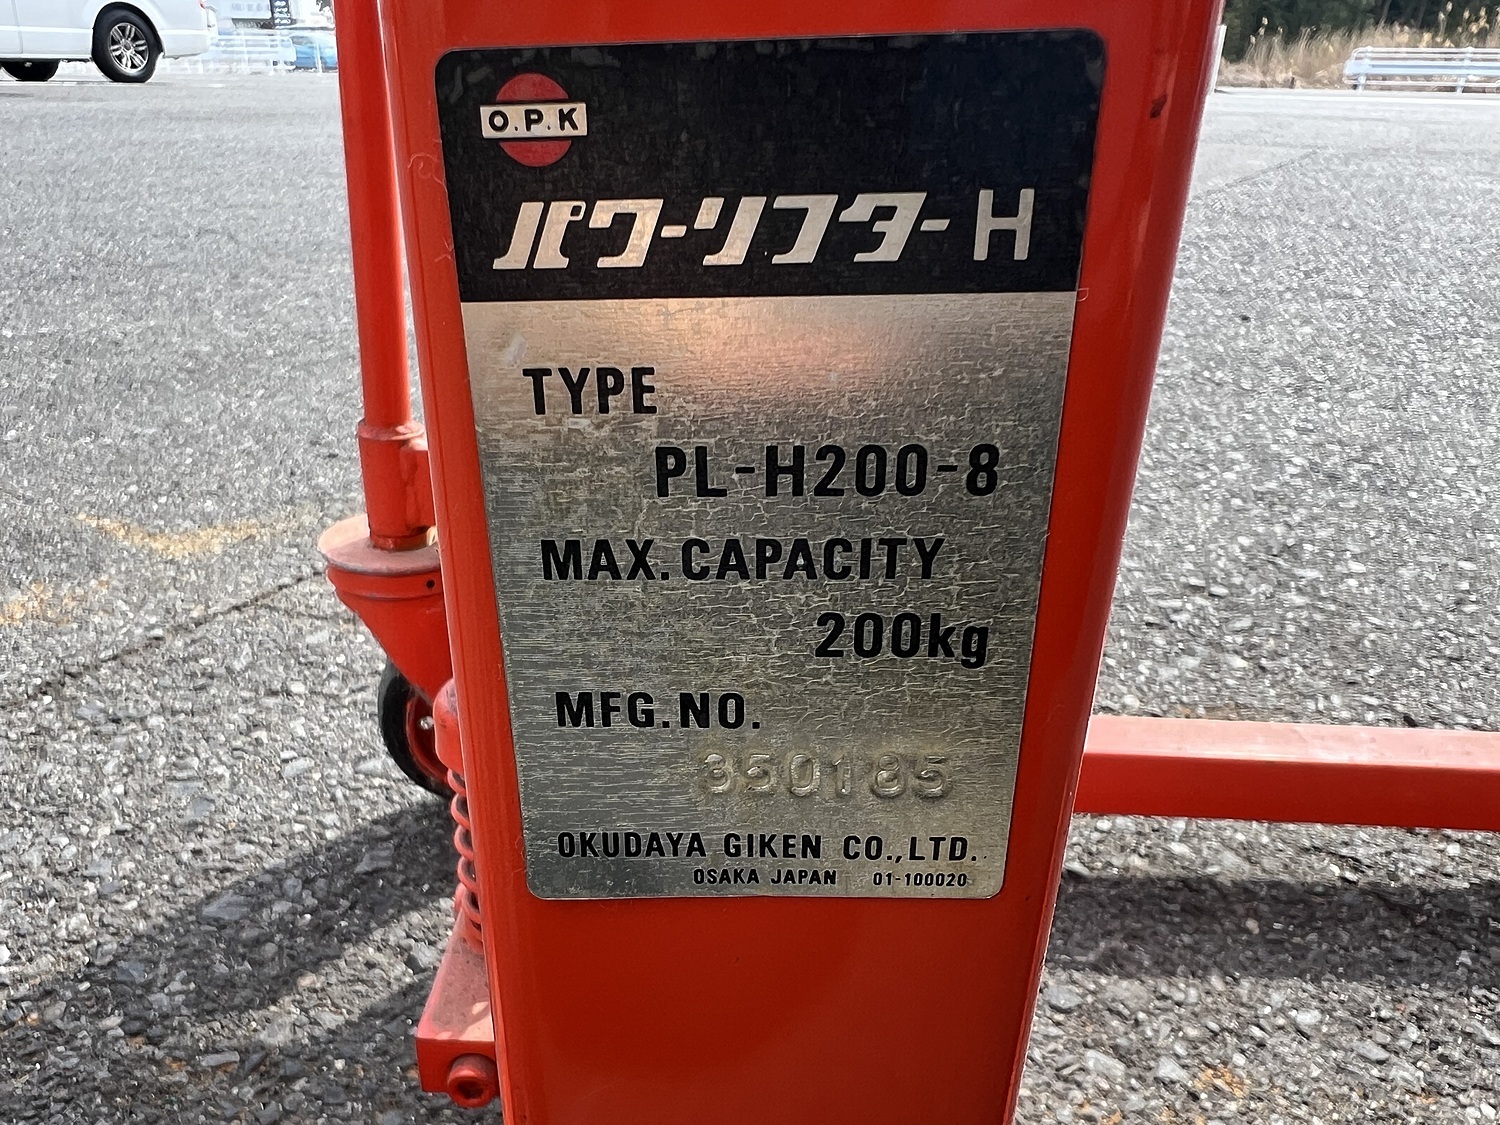 O.P.K
パワーリフターH
TYPE
PL-H200-8
MAX. CAPACITY
200kg
MFG. NO.
350185
OKUDAYA GIKEN CO., LTD.
OSAKA JAPAN 01-100020